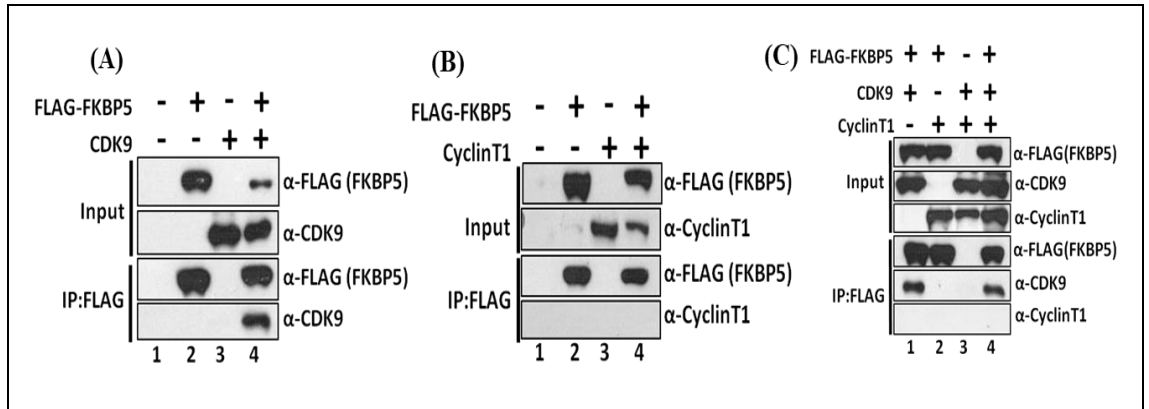 (A)
FLAG-FKBP5 - + - +
CDK9 - - + +
Input
α-FLAG (FKBP5)
α-CDK9
IP:FLAG
α-FLAG (FKBP5)
α-CDK9
1 2 3 4
(B)
FLAG-FKBP5 - + - +
CyclinT1 - - + +
Input
α-FLAG (FKBP5)
α-CyclinT1
IP:FLAG
α-FLAG (FKBP5)
α-CyclinT1
1 2 3 4
(C)
FLAG-FKBP5 + + - +
CDK9 + - + +
CyclinT1 - + + +
Input
α-FLAG(FKBP5)
α-CDK9
α-CyclinT1
IP:FLAG
α-FLAG(FKBP5)
α-CDK9
α-CyclinT1
1 2 3 4